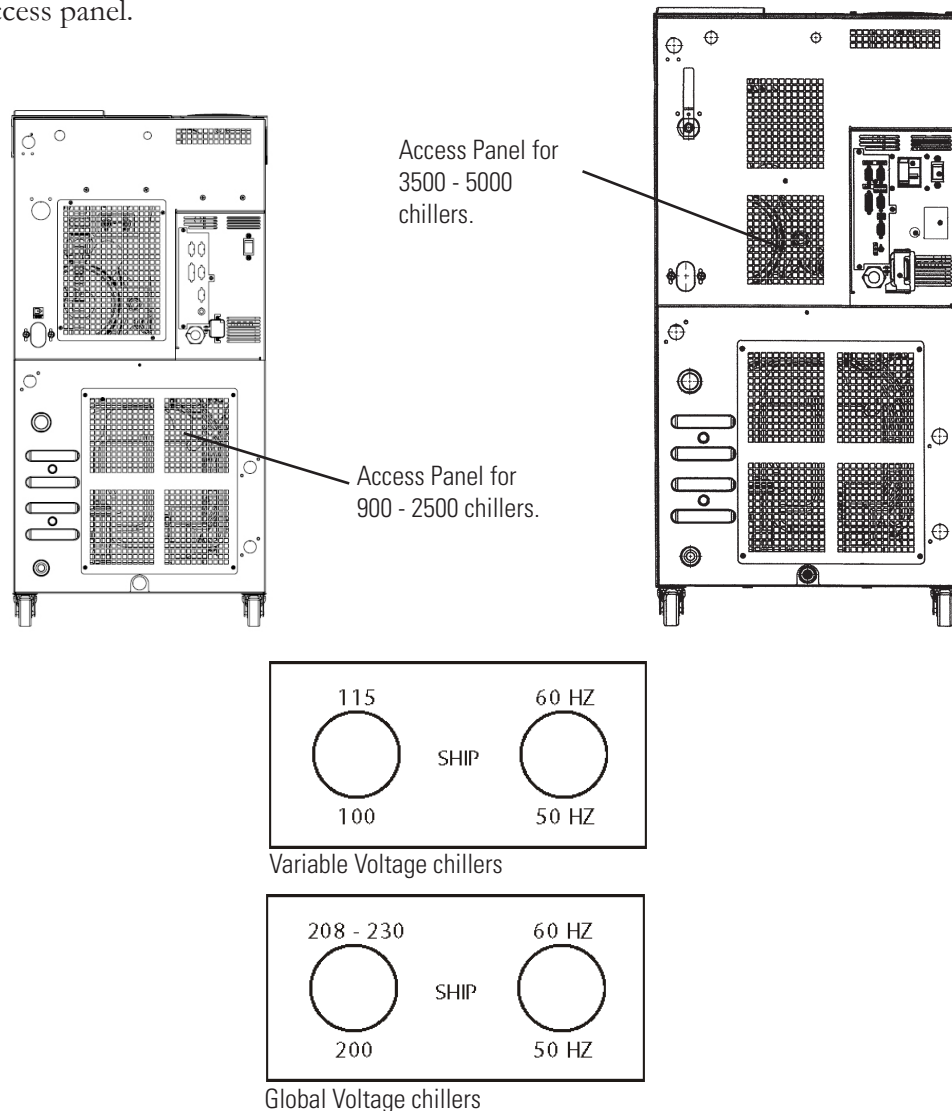 ccess panel.
Access Panel for
3500 - 5000
chillers.
Access Panel for
900 - 2500 chillers.
115 60 HZ
SHIP
100 50 HZ
Variable Voltage chillers
208 - 230 60 HZ
SHIP
200 50 HZ
Global Voltage chillers